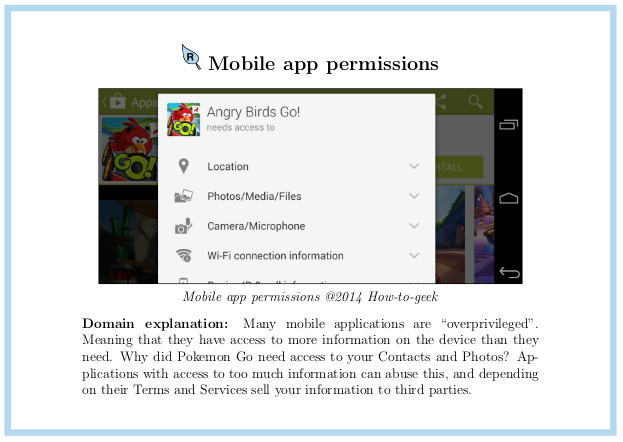 R
Mobile app permissions
Apps
Angry Birds Go!
needs access to
GO!
GO!
Location
STALL
Photos/Media/Files
Camera/Microphone
Wi-Fi connection information
Mobile app permissions @2014 How-to-geek
Domain explanation: Many mobile applications are “overprivileged”.
Meaning that they have access to more information on the device than they
need. Why did Pokemon Go need access to your Contacts and Photos? Ap-
plications with access to too much information can abuse this, and depending
on their Terms and Services sell your information to third parties.